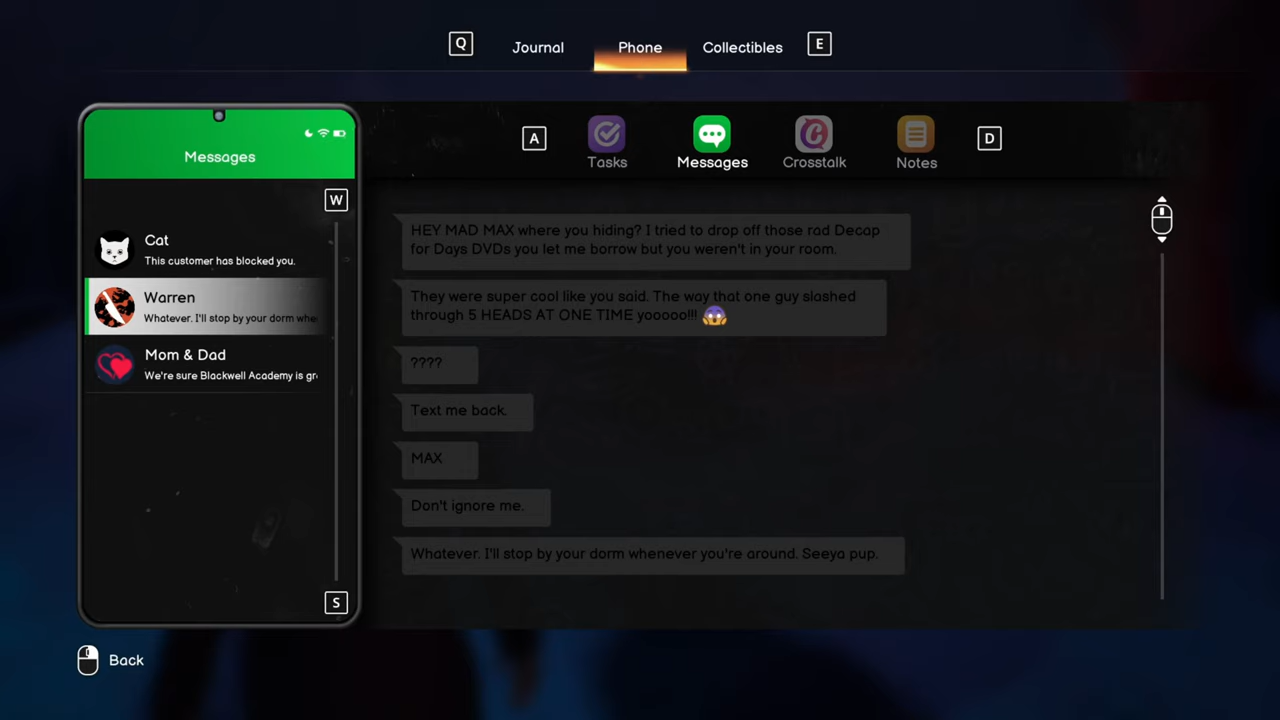 Q
Journal
Phone
Collectibles
E
Messages
W
Cat
This customer has blocked you.
Warren
Whatever. I'll stop by your dorm whe
Mom & Dad
We're sure Blackwell Academy is gr
S
A
Tasks
Messages
Crosstalk
Notes
D
HEY MAD MAX where you hiding? I tried to drop off those rad Decap
for Days DVDs you let me borrow but you weren't in your room.
They were super cool like you said. The way that one guy slashed
through 5 HEADS AT ONE TIME yooooo!!! 😱
????
Text me back.
MAX
Don't ignore me.
Whatever. I'll stop by your dorm whenever you're around. Seeya pup.
Back